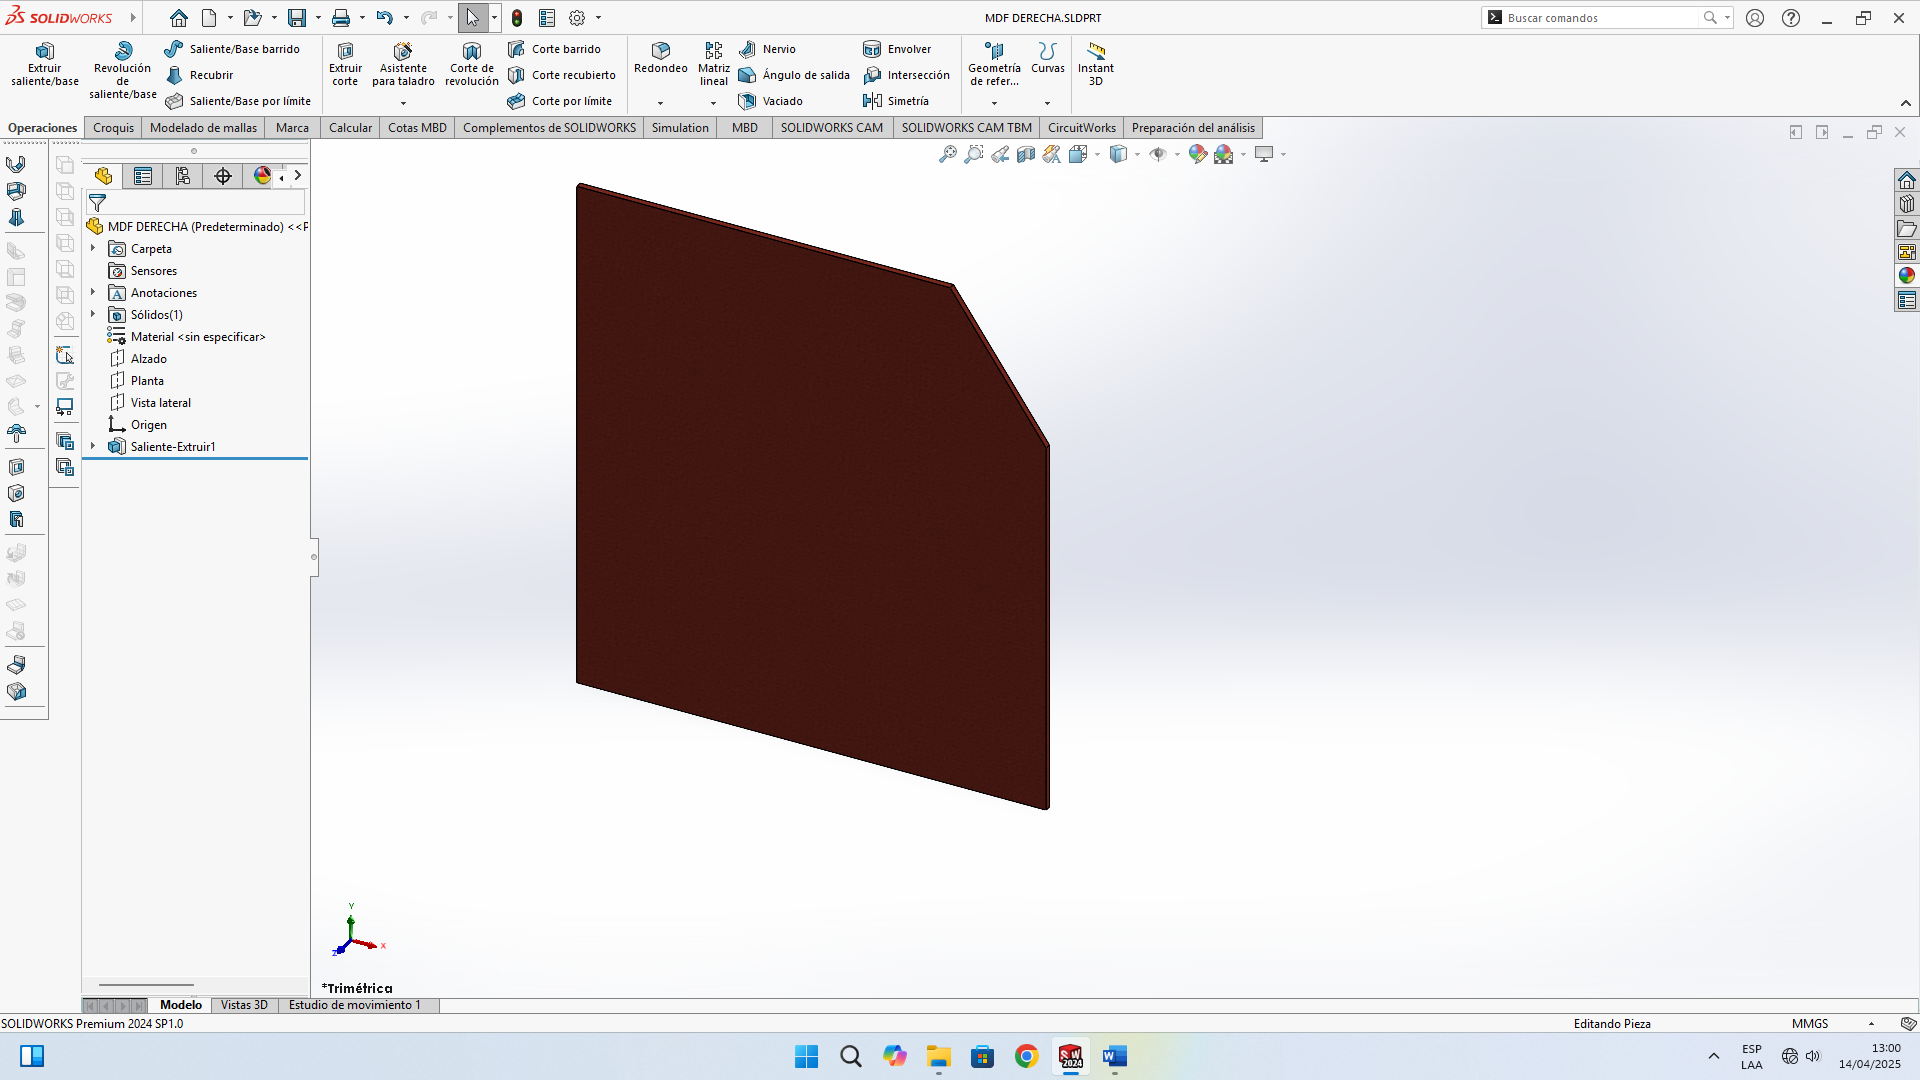 SOLIDWORKS
MDF DERECHA.SLDPRT
Buscar comandos
Extruir saliente/base
Revolución de saliente/base
Saliente/Base barrido
Recubrir
Saliente/Base por límite
Extruir corte
Asistente para taladro
Corte de revolución
Corte barrido
Corte recubierto
Corte por límite
Redondeo
Matriz lineal
Nervio
Ángulo de salida
Vaciado
Envolver
Intersección
Simetría
Geometría de refer...
Curvas
Instant 3D
Operaciones
Croquis
Modelado de mallas
Marca
Calcular
Cotas MBD
Complementos de SOLIDWORKS
Simulation
MBD
SOLIDWORKS CAM
SOLIDWORKS CAM TBM
CircuitWorks
Preparación del análisis
MDF DERECHA (Predeterminado) <<P
Carpeta
Sensores
Anotaciones
Sólidos(1)
Material <sin especificar>
Alzado
Planta
Vista lateral
Origen
Saliente-Extruir1
Y
X
Z
*Trimétrica
Modelo
Vistas 3D
Estudio de movimiento 1
SOLIDWORKS Premium 2024 SP1.0
Editando Pieza
MMGS
SW 2024
W
ESP
LAA
13:00
14/04/2025